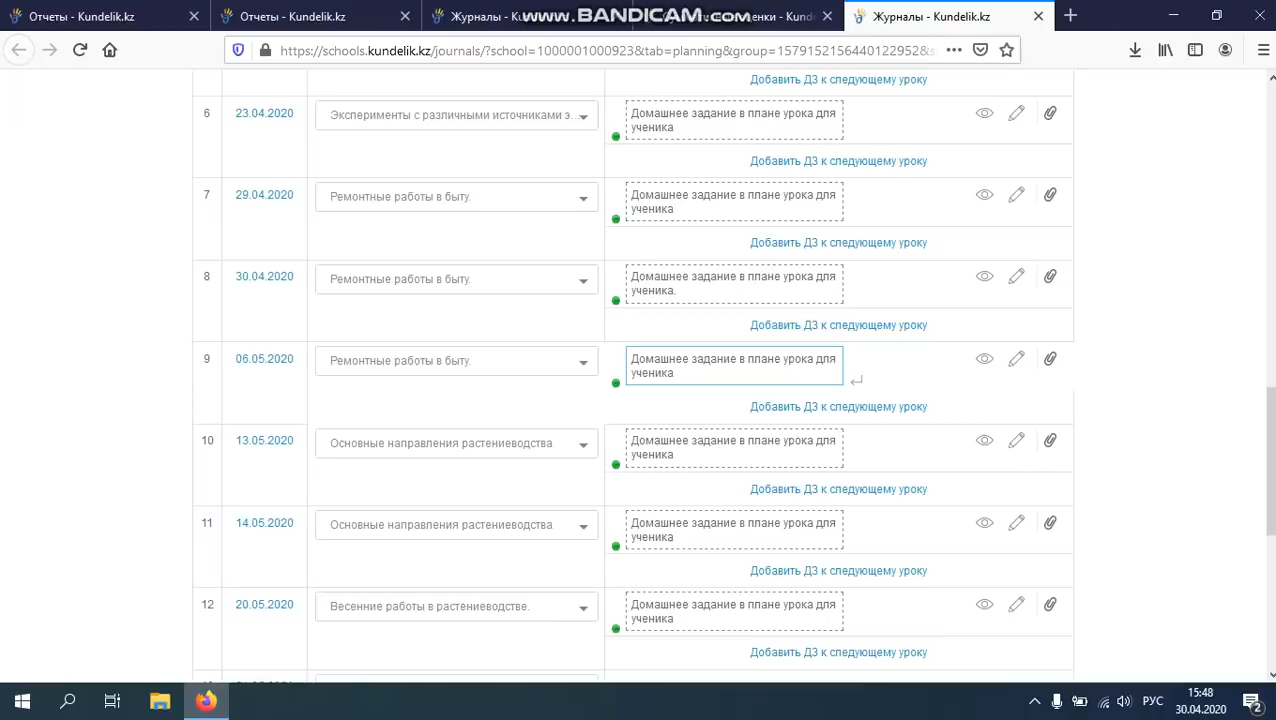 Отчеты - Kundelik.kz
Отчеты - Kundelik.kz
Журналы - Kun
www.BANDICAM.com
енки - Kundelik.kz
Журналы - Kundelik.kz
https://schools.kundelik.kz/journals/?school=1000001000923&tab=planning&group=1579152156440122952&s
Добавить ДЗ к следующему уроку
6
23.04.2020
Эксперименты с различными источниками э...
Домашнее задание в плане урока для
ученика
Добавить ДЗ к следующему уроку
7
29.04.2020
Ремонтные работы в быту.
Домашнее задание в плане урока для
ученика
Добавить ДЗ к следующему уроку
8
30.04.2020
Ремонтные работы в быту.
Домашнее задание в плане урока для
ученика.
Добавить ДЗ к следующему уроку
9
06.05.2020
Ремонтные работы в быту.
Домашнее задание в плане урока для
ученика
Добавить ДЗ к следующему уроку
10
13.05.2020
Основные направления растениеводства
Домашнее задание в плане урока для
ученика
Добавить ДЗ к следующему уроку
11
14.05.2020
Основные направления растениеводства
Домашнее задание в плане урока для
ученика
Добавить ДЗ к следующему уроку
12
20.05.2020
Весенние работы в растениеводстве.
Домашнее задание в плане урока для
ученика
Добавить ДЗ к следующему уроку
РУС
15:48
30.04.2020
2